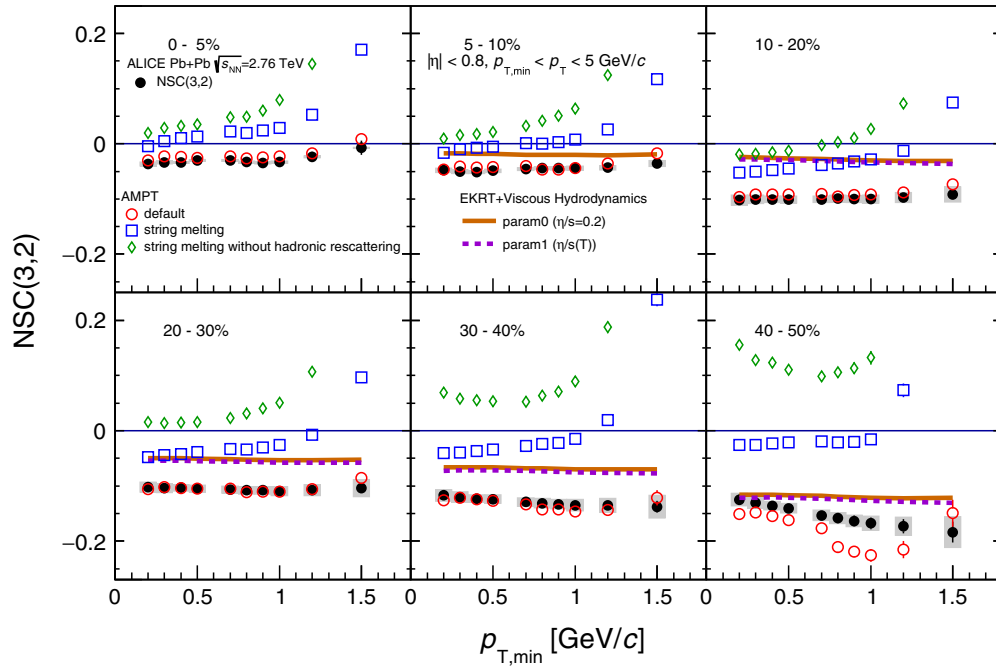 0.2
0
−0.2
0.2
0
−0.2
NSC(3,2)
0 - 5%
ALICE Pb+Pb √sNN=2.76 TeV
NSC(3,2)
AMPT
default
string melting
string melting without hadronic rescattering
5 - 10%
|η| < 0.8, pT,min < pT < 5 GeV/c
EKRT+Viscous Hydrodynamics
param0 (η/s=0.2)
param1 (η/s(T))
10 - 20%
20 - 30%
30 - 40%
40 - 50%
0 0.5 1 1.5 0 0.5 1 1.5 0 0.5 1 1.5
pT,min [GeV/c]